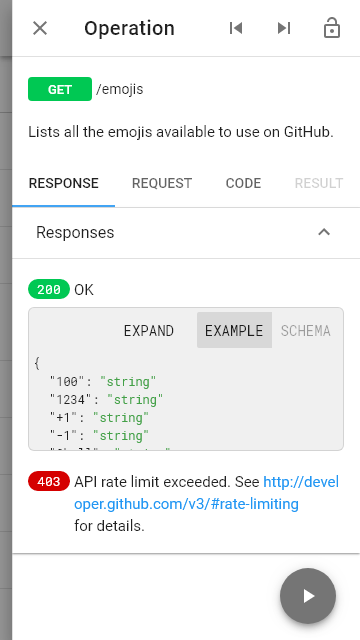 Operation
GET /emojis
Lists all the emojis available to use on GitHub.
RESPONSE REQUEST CODE RESULT
Responses
200 OK
EXPAND EXAMPLE SCHEMA
{
"100": "string"
"1234": "string"
"+1": "string"
"-1": "string"
403 API rate limit exceeded. See http://devel
oper.github.com/v3/#rate-limiting
for details.